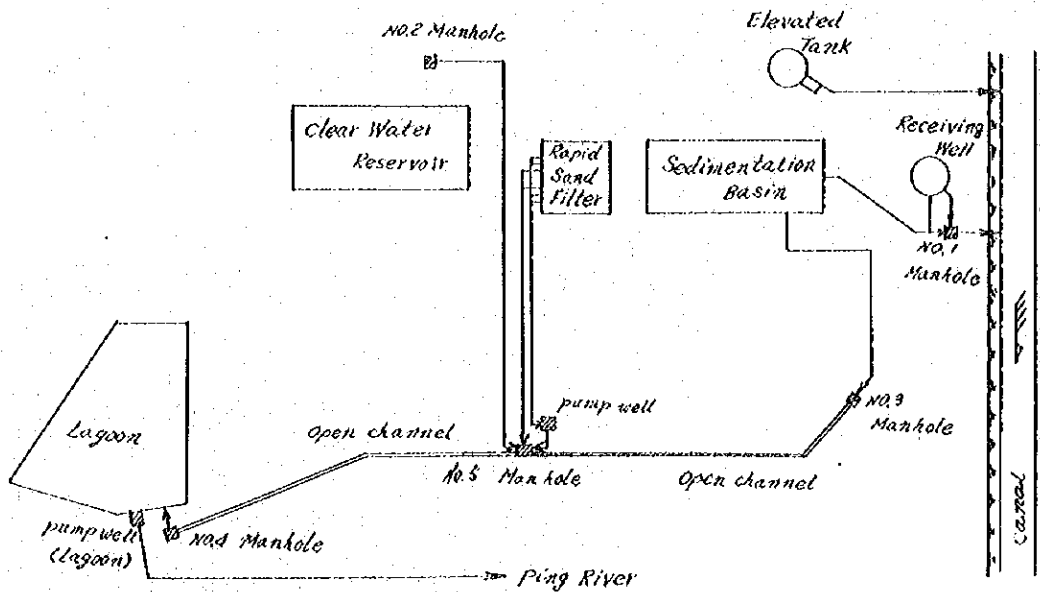 Elevated
Tank
NO.2 Manhole
Clear Water
Reservoir
Rapid
Sand
Filter
Sedimentation
Basin
Receiving
Well
NO.1
Manhole
Lagoon
Open channel
pump well
NO.3
Manhole
NO.5 Manhole
Open channel
pump well
(Lagoon)
NO.4 Manhole
Ping River
Canal